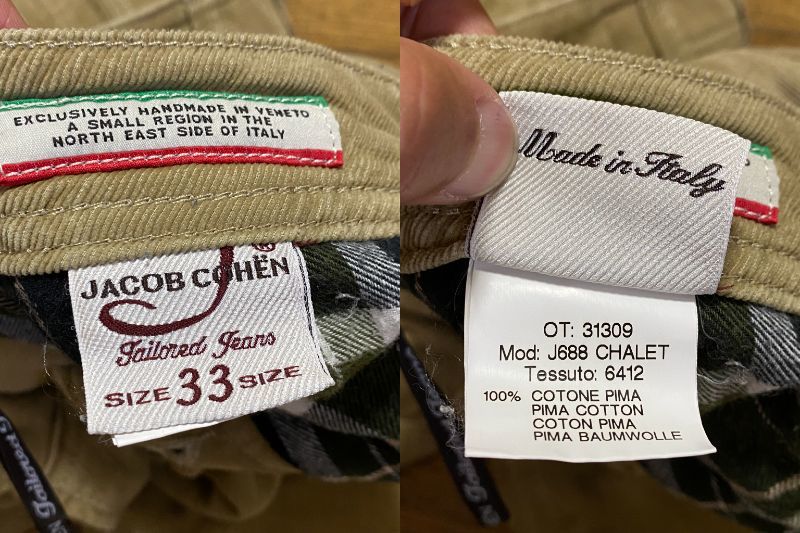 EXCLUSIVELY HANDMADE IN VENETO
A SMALL REGION IN THE
NORTH EAST SIDE OF ITALY
JACOB COHËN
Tailored Jeans
SIZE 33 SIZE
Made in Italy
OT: 31309
Mod: J688 CHALET
Tessuto: 6412
100% COTONE PIMA
PIMA COTTON
COTON PIMA
PIMA BAUMWOLLE